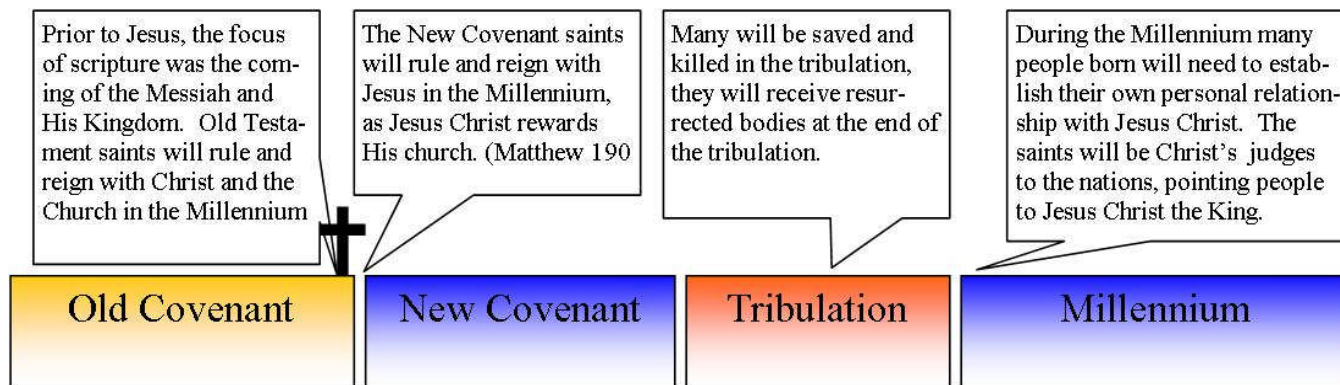 Prior to Jesus, the focus
of scripture was the com-
ing of the Messiah and
His Kingdom. Old Testa-
ment saints will rule and
reign with Christ and the
Church in the Millennium
The New Covenant saints
will rule and reign with
Jesus in the Millennium,
as Jesus Christ rewards
His church. (Matthew 190
Many will be saved and
killed in the tribulation,
they will receive resur-
rected bodies at the end of
the tribulation.
During the Millennium many
people born will need to estab-
lish their own personal relation-
ship with Jesus Christ. The
saints will be Christ's judges
to the nations, pointing people
to Jesus Christ the King.
Old Covenant
New Covenant
Tribulation
Millennium